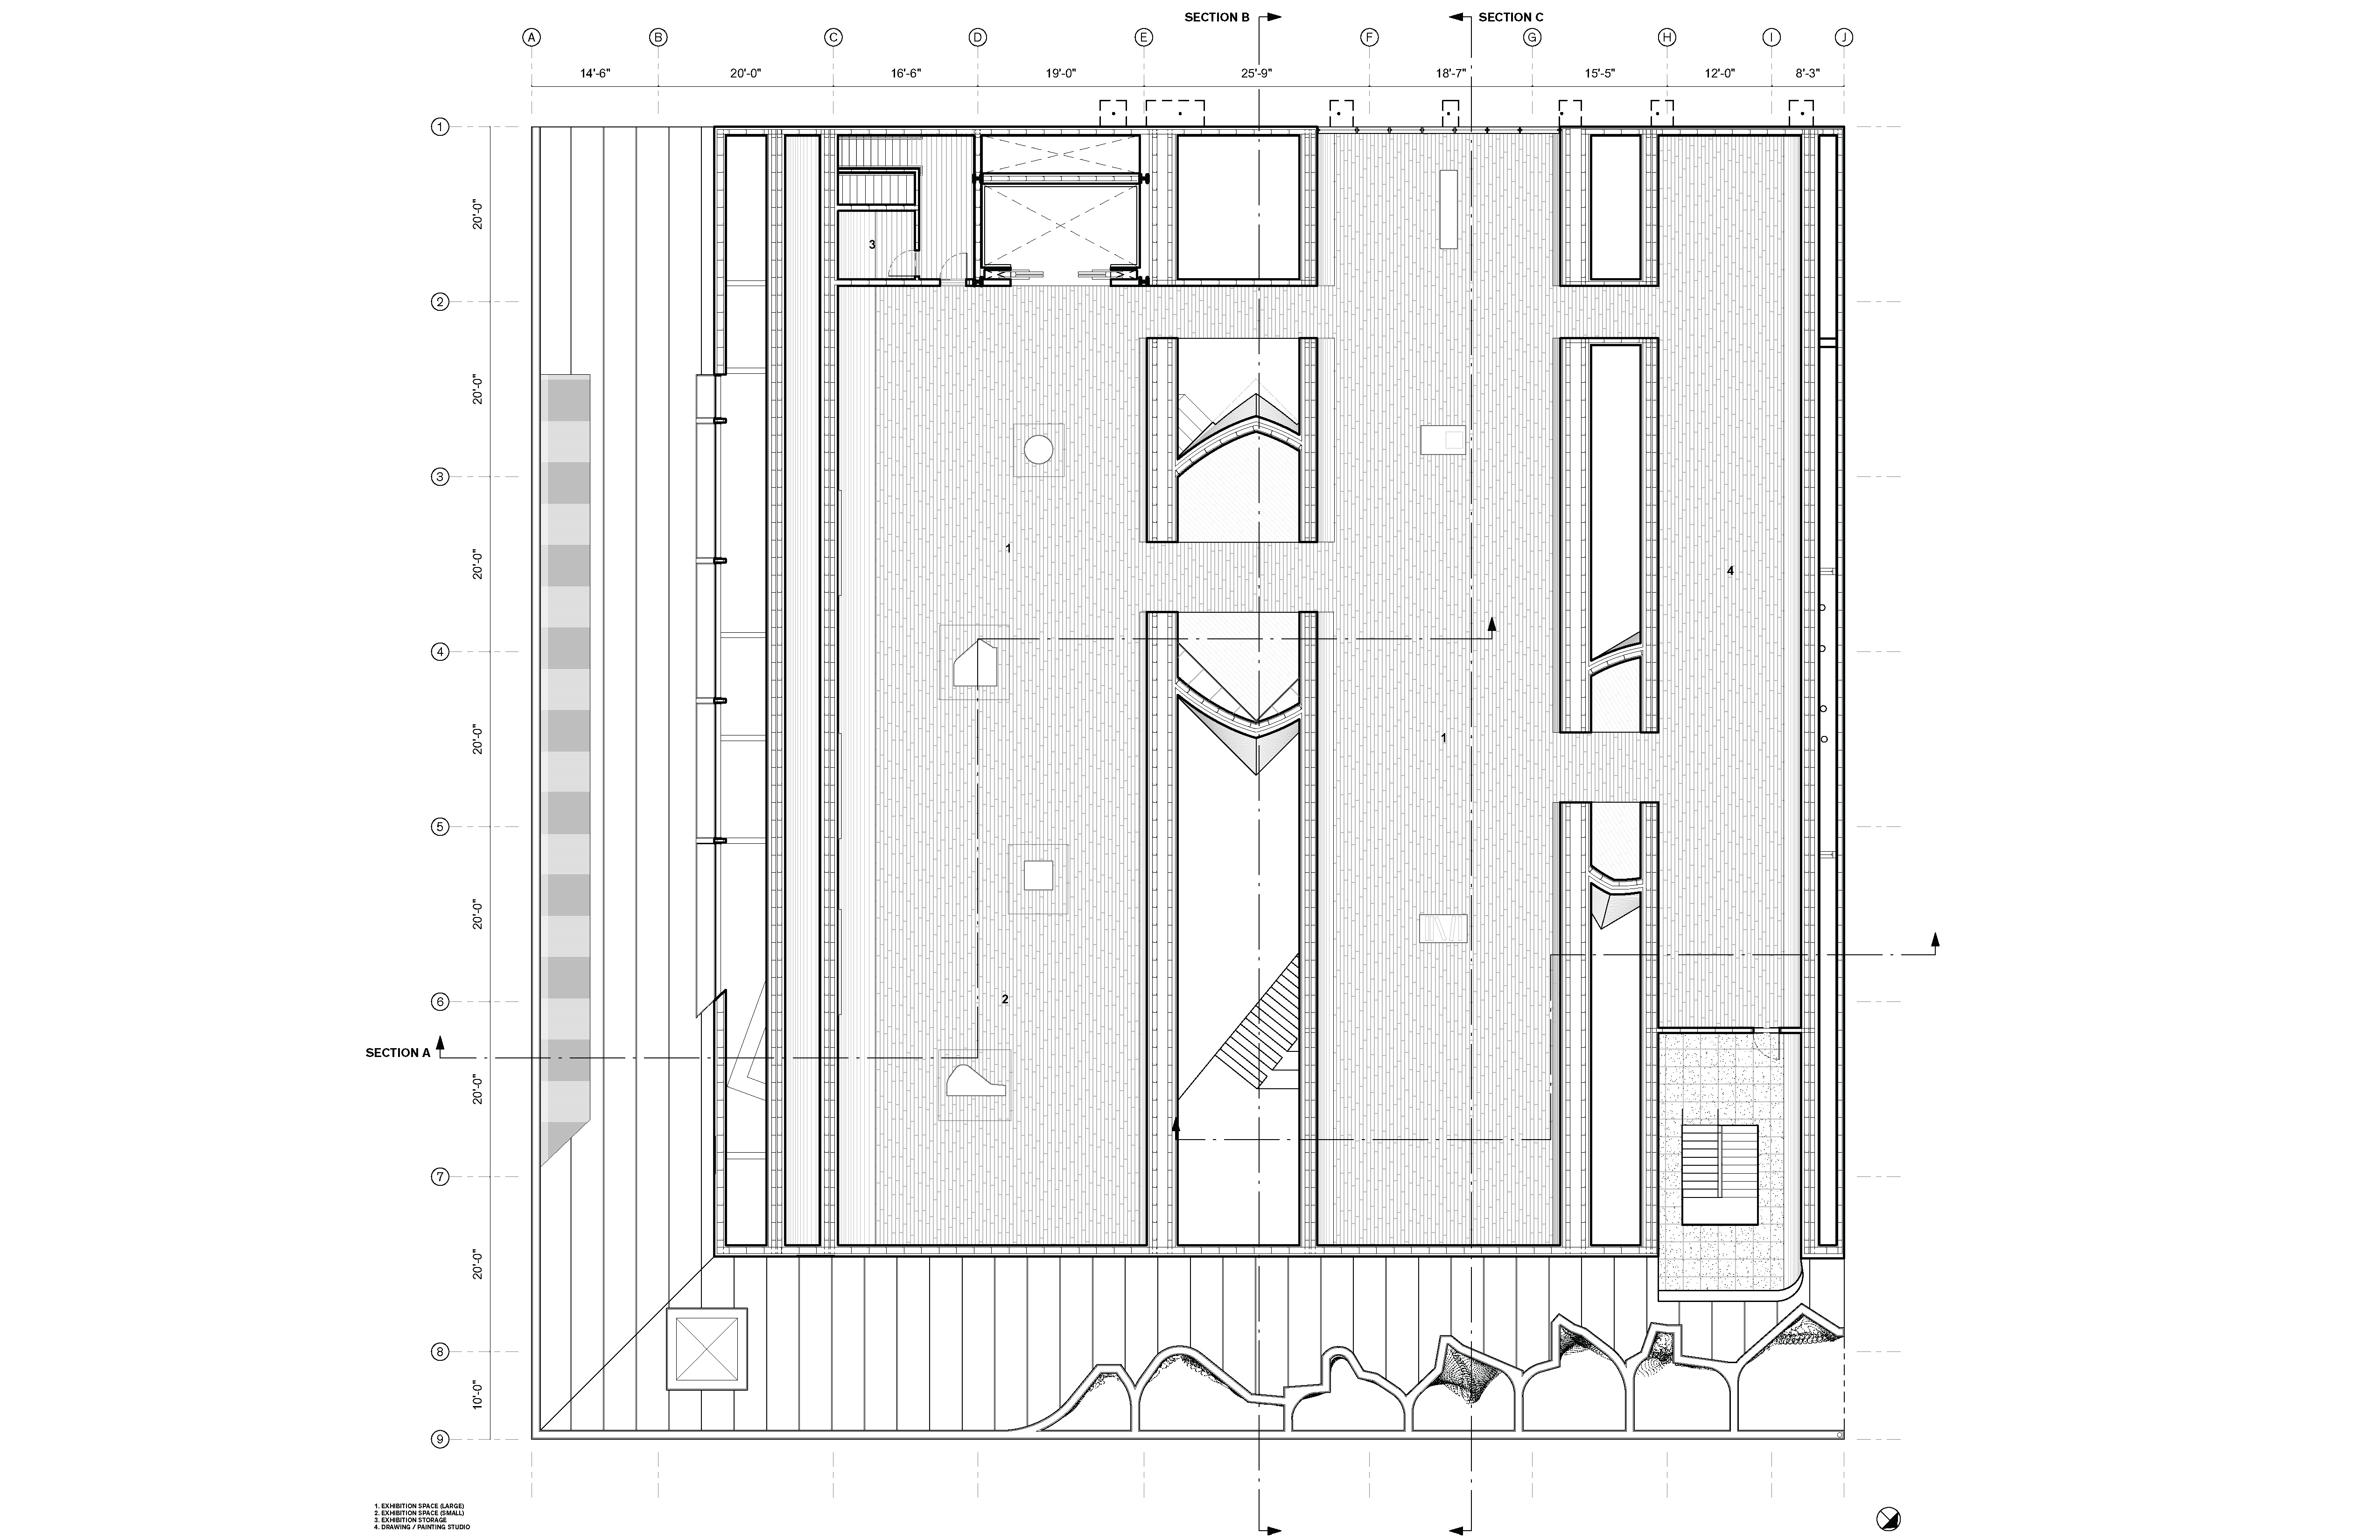 SECTION B
SECTION C
A B C D E F G H I J
14'-6" 20'-0" 16'-6" 19'-0" 25'-9" 18'-7" 15'-5" 12'-0" 8'-3"
1
20'-0"
3
2
20'-0"
3
1
20'-0"
4
4
20'-0"
1
5
20'-0"
2
6
SECTION A
20'-0"
7
20'-0"
8
10'-0"
9
1. EXHIBITION SPACE (LARGE)
2. EXHIBITION SPACE (SMALL)
3. EXHIBITION STORAGE
4. DRAWING / PAINTING STUDIO